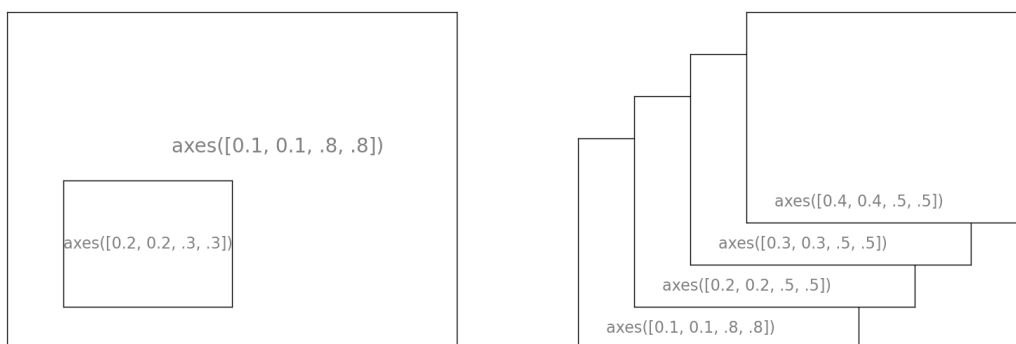 axes([0.1, 0.1, .8, .8])
axes([0.2, 0.2, .3, .3])
axes([0.4, 0.4, .5, .5])
axes([0.3, 0.3, .5, .5])
axes([0.2, 0.2, .5, .5])
axes([0.1, 0.1, .8, .8])